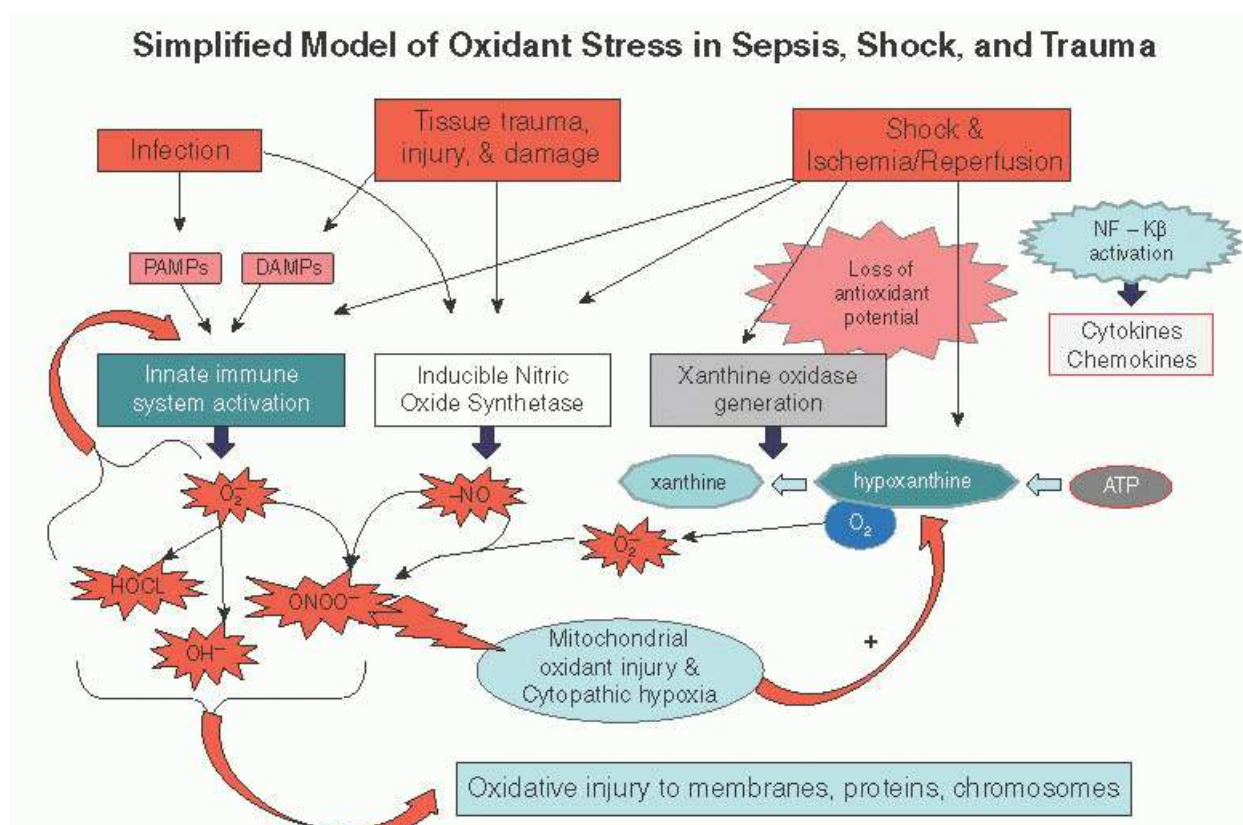 Simplified Model of Oxidant Stress in Sepsis, Shock, and Trauma
Infection
Tissue trauma,
injury, & damage
Shock &
Ischemia/Reperfusion
PAMPs
DAMPs
Loss of
antioxidant
potential
NF – Kβ
activation
Cytokines
Chemokines
Innate immune
system activation
Inducible Nitric
Oxide Synthetase
Xanthine oxidase
generation
O₂⁻
–NO
xanthine
hypoxanthine
ATP
O₂
O₂⁻
HOCL
ONOO⁻
OH⁻
Mitochondrial
oxidant injury &
Cytopathic hypoxia
+
Oxidative injury to membranes, proteins, chromosomes